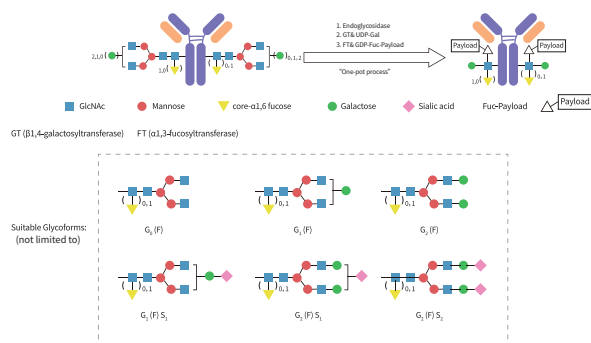 1. Endoglycosidase
2. GT& UDP-Gal
3. FT& GDP-Fuc-Payload
"One-pot process"
2,1,0
1,0
0,1
0,1,2
Payload
Payload
1,0
0,1
GlcNAc
Mannose
core-α1,6 fucose
Galactose
Sialic acid
Fuc-Payload
Payload
GT (β1,4-galactosyltransferase)
FT (α1,3-fucosyltransferase)
Suitable Glycoforms:
(not limited to)
( )0, 1
( )0, 1
( )0, 1
G0 (F)
G1 (F)
G2 (F)
( )0, 1
( )0, 1
( )0, 1
G1 (F) S1
G2 (F) S1
G2 (F) S2